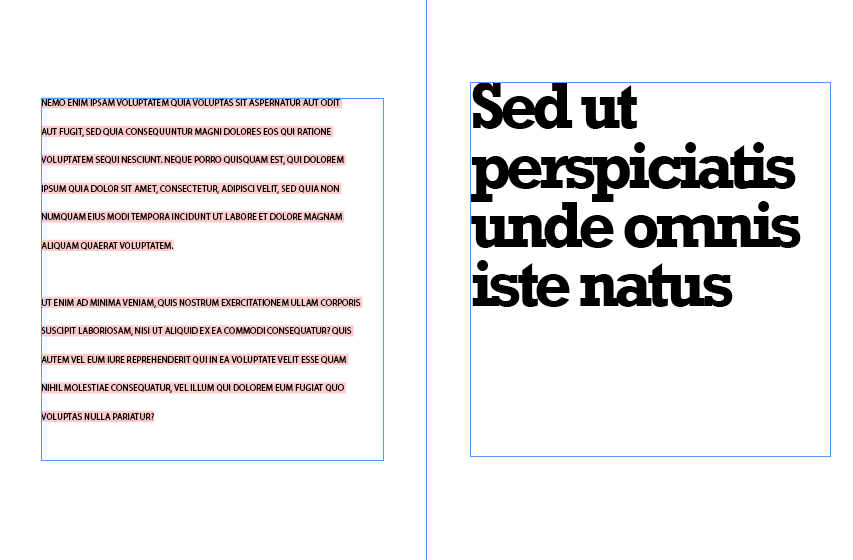 NEMO ENIM IPSAM VOLUPTATEM QUIA VOLUPTAS SIT ASPERNATUR AUT ODIT
AUT FUGIT, SED QUIA CONSEQUUNTUR MAGNI DOLORES EOS QUI RATIONE
VOLUPTATEM SEQUI NESCIUNT. NEQUE PORRO QUISQUAM EST, QUI DOLOREM
IPSUM QUIA DOLOR SIT AMET, CONSECTETUR, ADIPISCI VELIT, SED QUIA NON
NUMQUAM EIUS MODI TEMPORA INCIDUNT UT LABORE ET DOLORE MAGNAM
ALIQUAM QUAERAT VOLUPTATEM.
UT ENIM AD MINIMA VENIAM, QUIS NOSTRUM EXERCITATIONEM ULLAM CORPORIS
SUSCIPIT LABORIOSAM, NISI UT ALIQUID EX EA COMMODI CONSEQUATUR? QUIS
AUTEM VEL EUM IURE REPREHENDERIT QUI IN EA VOLUPTATE VELIT ESSE QUAM
NIHIL MOLESTIAE CONSEQUATUR, VEL ILLUM QUI DOLOREM EUM FUGIAT QUO
VOLUPTAS NULLA PARIATUR?
Sed ut
perspiciatis
unde omnis
iste natus